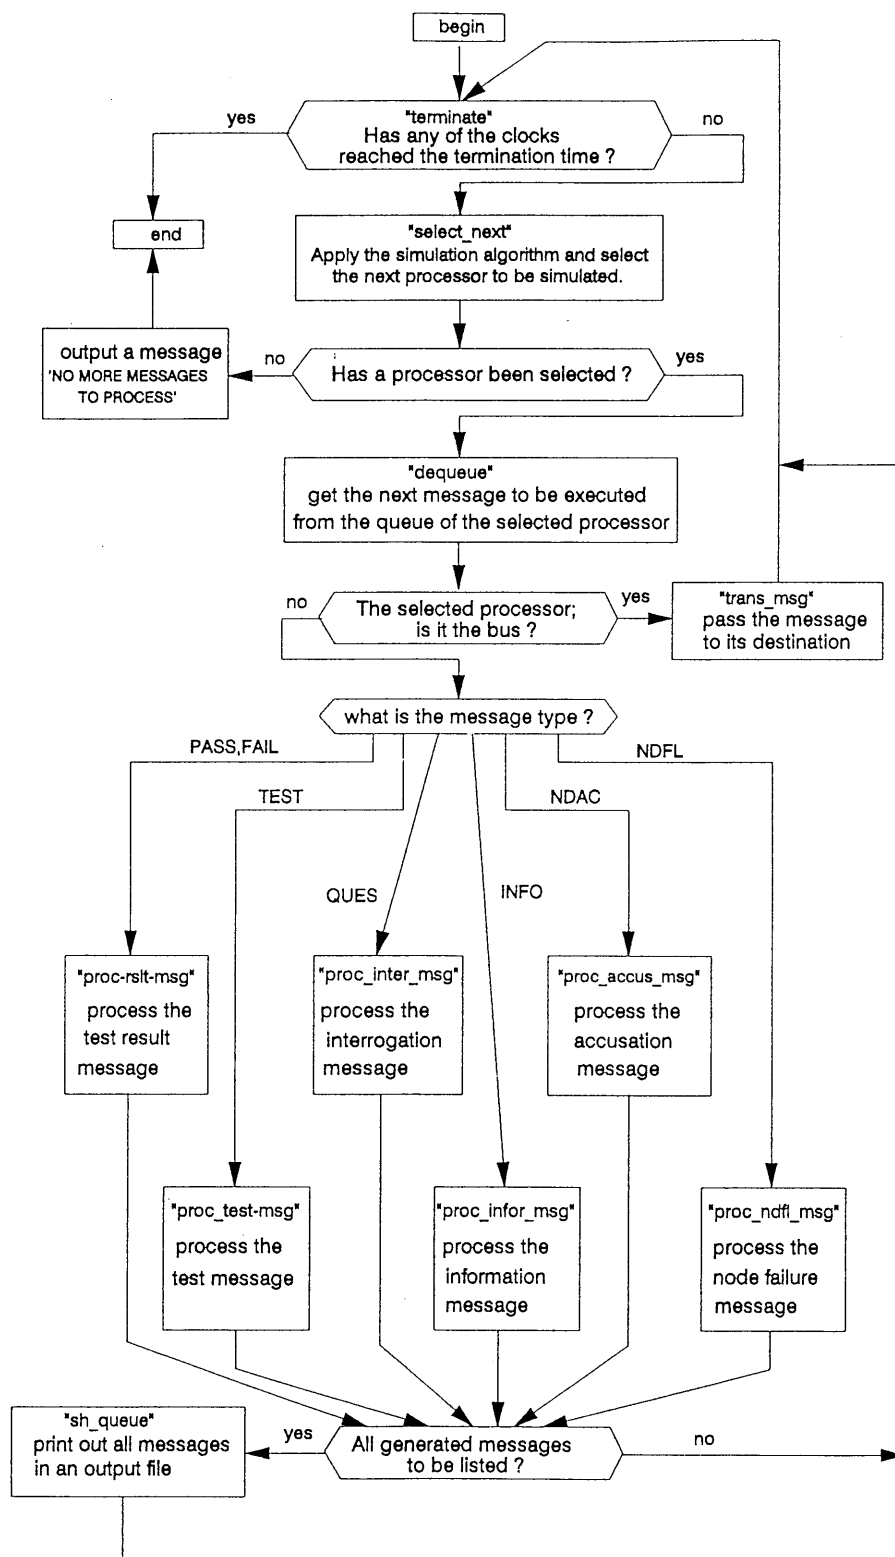 begin
yes
"terminate"
Has any of the clocks
reached the termination time ?
no
end
"select_next"
Apply the simulation algorithm and select
the next processor to be simulated.
output a message
'NO MORE MESSAGES
TO PROCESS'
no
Has a processor been selected ?
yes
"dequeue"
get the next message to be executed
from the queue of the selected processor
no
The selected processor;
is it the bus ?
yes
"trans_msg"
pass the message
to its destination
what is the message type ?
PASS,FAIL
NDFL
TEST
NDAC
QUES
INFO
"proc-rslt-msg"
process the
test result
message
"proc_inter_msg"
process the
interrogation
message
"proc_accus_msg"
process the
accusation
message
"proc_test-msg"
process the
test message
"proc_infor_msg"
process the
information
message
"proc_ndfl_msg"
process the
node failure
message
"sh_queue"
print out all messages
in an output file
yes
All generated messages
to be listed ?
no